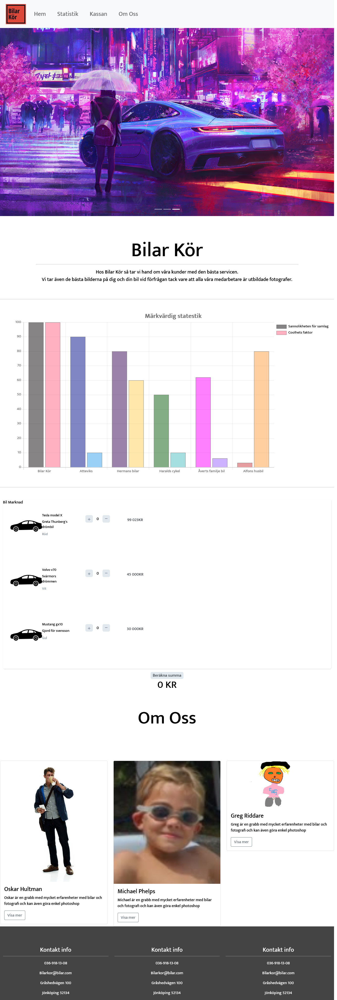 Bilar
Kör
Hem
Statistik
Kassan
Om Oss
Bilar Kör
Hos Bilar Kör så tar vi hand om våra kunder med den bästa servicen.
Vi tar även de bästa bilderna på dig och din bil vid förfrågan tack vare att alla våra medarbetare är utbildade fotografer.
Märkvärdig statestik
Sannolikheten för samlag
Coolhets faktor
100
90
80
70
60
50
40
30
20
10
0
Bilar Kör
Atteviks
Hermans bilar
Haralds cykel
Åverts familje bil
Alfons husbil
Bil Marknad
Tesla model X
Greta Thunberg's
drömbil
Röd
+ 0 −
99 023KR
Volvo v70
Svärmors
drömmen
Vit
+ 0 −
45 000KR
Mustang gx10
Gjord för svensson
Gul
+ 0 −
30 000KR
Beräkna summa
0 KR
Om Oss
Oskar Hultman
Oskar är en grabb med mycket erfarenheter med bilar och
fotografi och kan även göra enkel photoshop
Visa mer
Michael Phelps
Michael är en grabb med mycket erfarenheter med bilar
och fotografi och kan även göra enkel photoshop
Visa mer
Greg Riddare
Greg är en grabb med mycket erfarenheter med bilar och
fotografi och kan även göra enkel photoshop
Visa mer
Kontakt info
036-918-13-08
Bilarkor@bilar.com
Gråshedvägen 100
Jönköping 52134
Kontakt info
036-918-13-08
Bilarkor@bilar.com
Gråshedvägen 100
Jönköping 52134
Kontakt info
036-918-13-08
Bilarkor@bilar.com
Gråshedvägen 100
Jönköping 52134